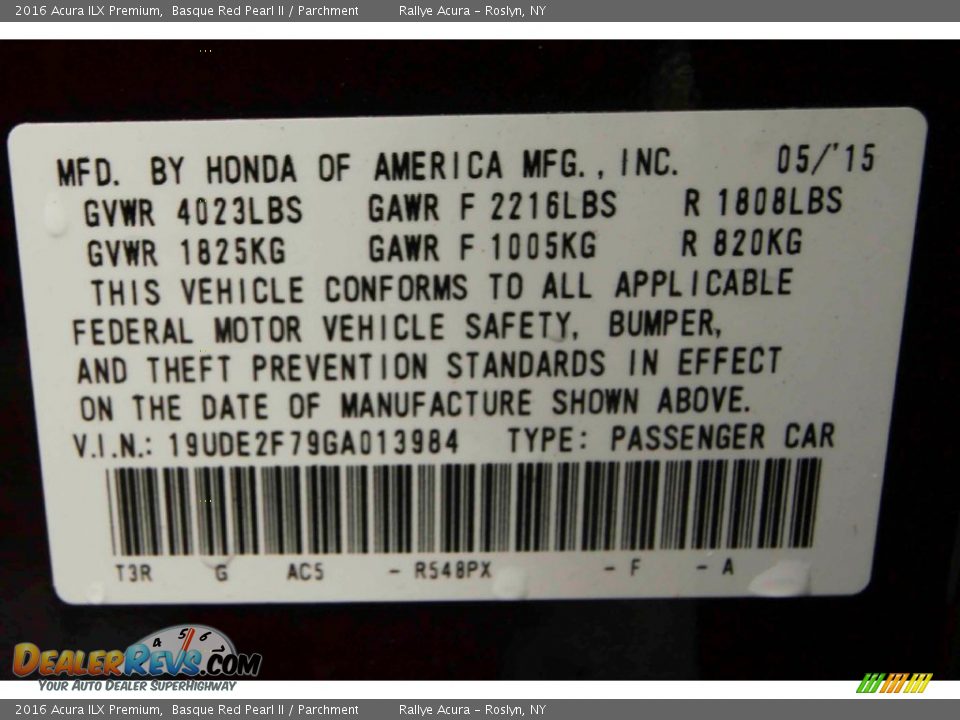 2016 Acura ILX Premium, Basque Red Pearl II / Parchment Rallye Acura - Roslyn, NY
MFD. BY HONDA OF AMERICA MFG., INC. 05/'15
GVWR 4023LBS GAWR F 2216LBS R 1808LBS
GVWR 1825KG GAWR F 1005KG R 820KG
THIS VEHICLE CONFORMS TO ALL APPLICABLE
FEDERAL MOTOR VEHICLE SAFETY, BUMPER,
AND THEFT PREVENTION STANDARDS IN EFFECT
ON THE DATE OF MANUFACTURE SHOWN ABOVE.
V.I.N.: 19UDE2F79GA013984 TYPE: PASSENGER CAR
T3R G AC5 - R548PX - F - A
4 5 6
DEALERREVS.COM
YOUR AUTO DEALER SUPERHIGHWAY
2016 Acura ILX Premium, Basque Red Pearl II / Parchment Rallye Acura - Roslyn, NY